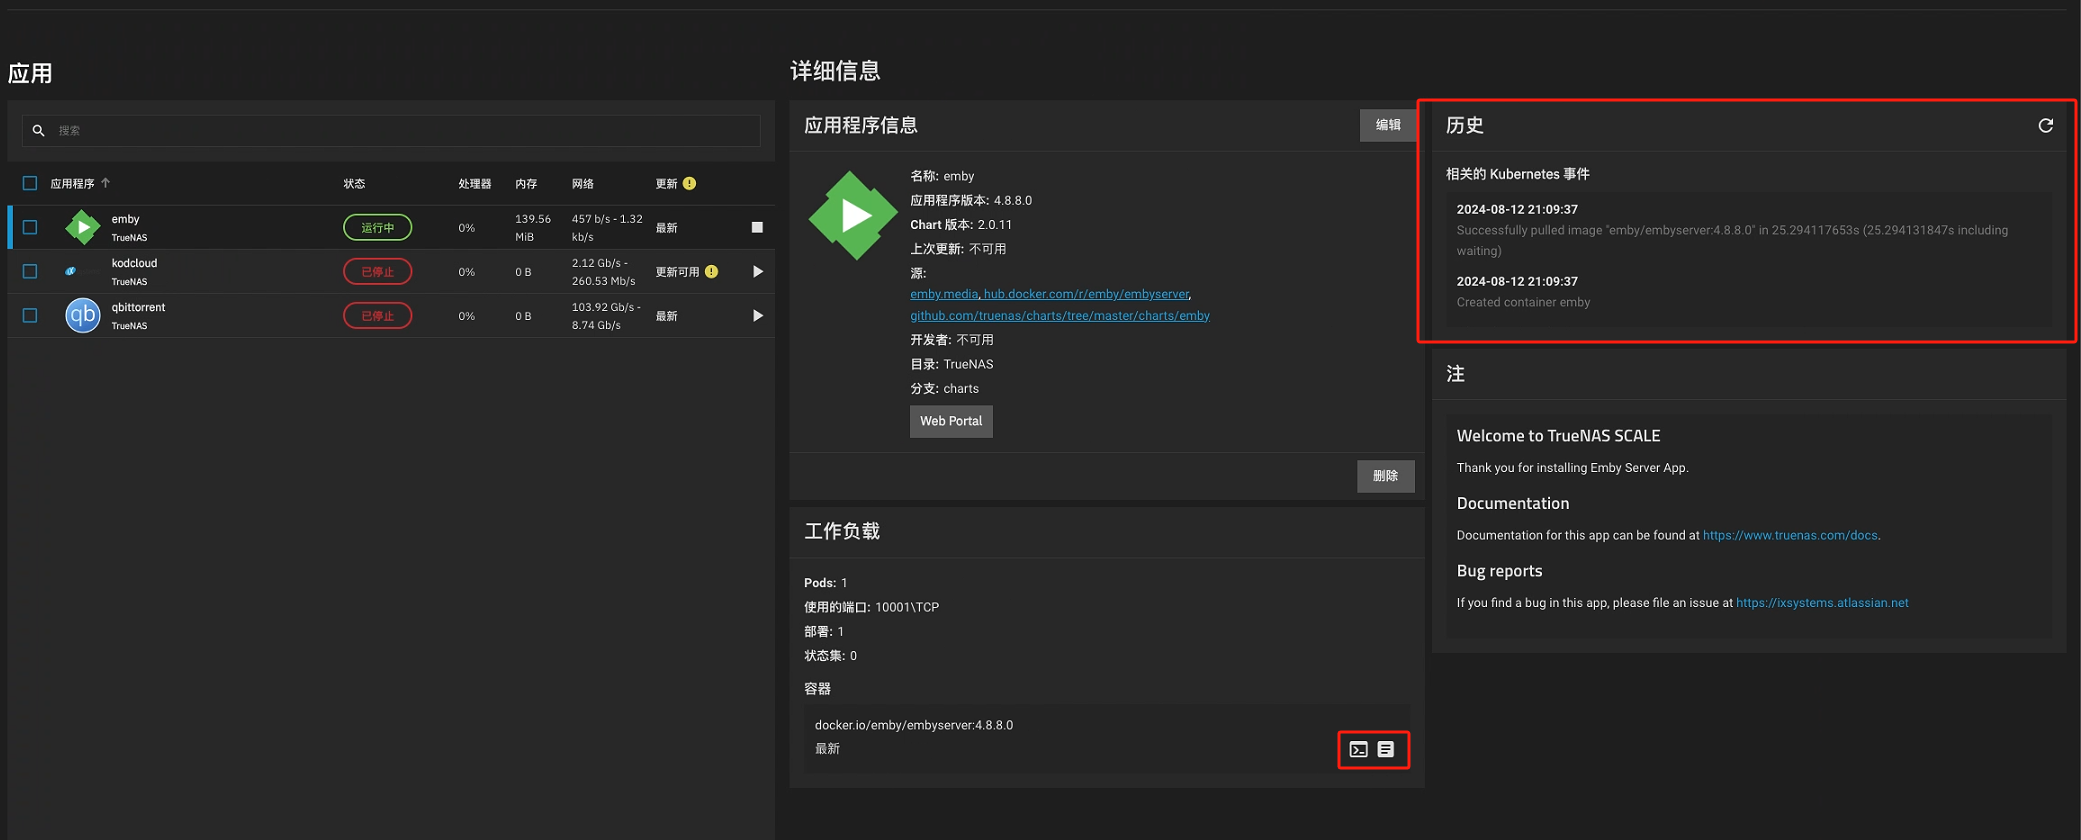 应用
搜索
应用程序 状态 处理器 内存 网络 更新
emby
TrueNAS
运行中
0%
139.56
MiB
457 b/s - 1.32
kb/s
最新
kodcloud
TrueNAS
已停止
0%
0 B
2.12 Gb/s -
260.53 Mb/s
更新可用
qbittorrent
TrueNAS
已停止
0%
0 B
103.92 Gb/s -
8.74 Gb/s
最新
qb
详细信息
应用程序信息
编辑
名称: emby
应用程序版本: 4.8.8.0
Chart 版本: 2.0.11
上次更新: 不可用
源:
emby.media, hub.docker.com/r/emby/embyserver,
github.com/truenas/charts/tree/master/charts/emby
开发者: 不可用
目录: TrueNAS
分支: charts
Web Portal
删除
工作负载
Pods: 1
使用的端口: 10001\TCP
部署: 1
状态集: 0
容器
docker.io/emby/embyserver:4.8.8.0
最新
历史
相关的 Kubernetes 事件
2024-08-12 21:09:37
Successfully pulled image "emby/embyserver:4.8.8.0" in 25.294117653s (25.294131847s including
waiting)
2024-08-12 21:09:37
Created container emby
注
Welcome to TrueNAS SCALE
Thank you for installing Emby Server App.
Documentation
Documentation for this app can be found at https://www.truenas.com/docs.
Bug reports
If you find a bug in this app, please file an issue at https://ixsystems.atlassian.net